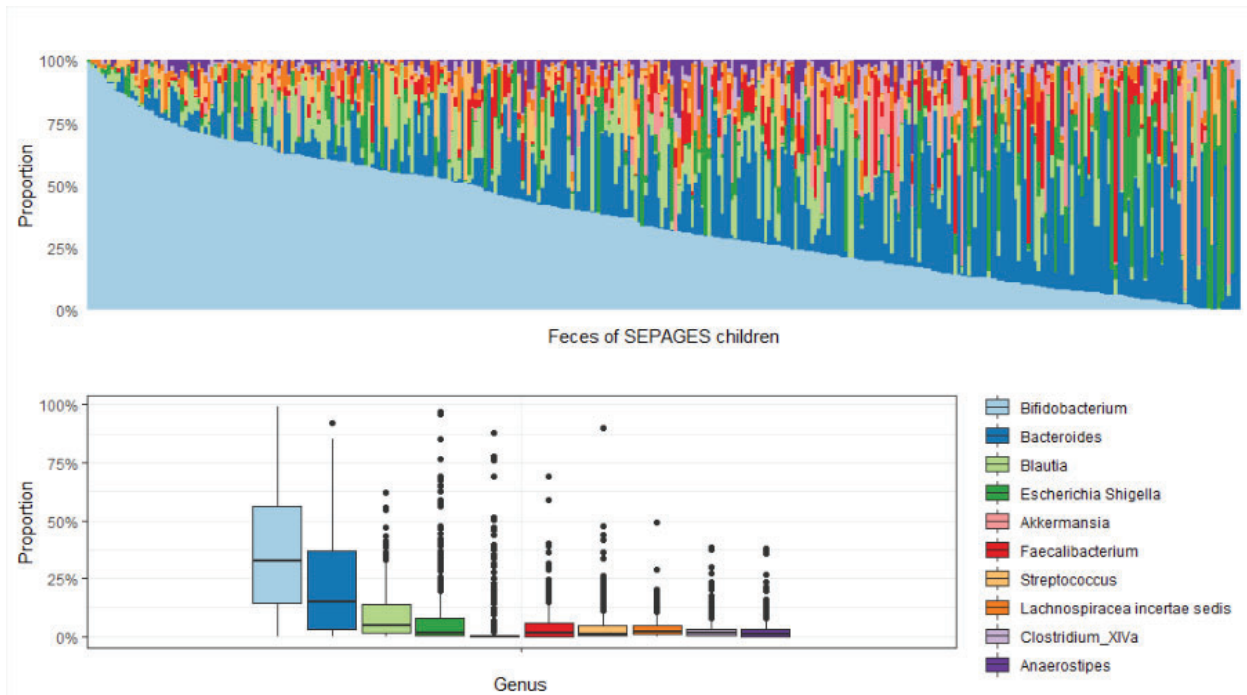 100%
75%
50%
25%
0%
Proportion
Feces of SEPAGES children
100%
75%
50%
25%
0%
Proportion
Genus
Bifidobacterium
Bacteroides
Blautia
Escherichia Shigella
Akkermansia
Faecalibacterium
Streptococcus
Lachnospiracea incertae sedis
Clostridium_XIVa
Anaerostipes